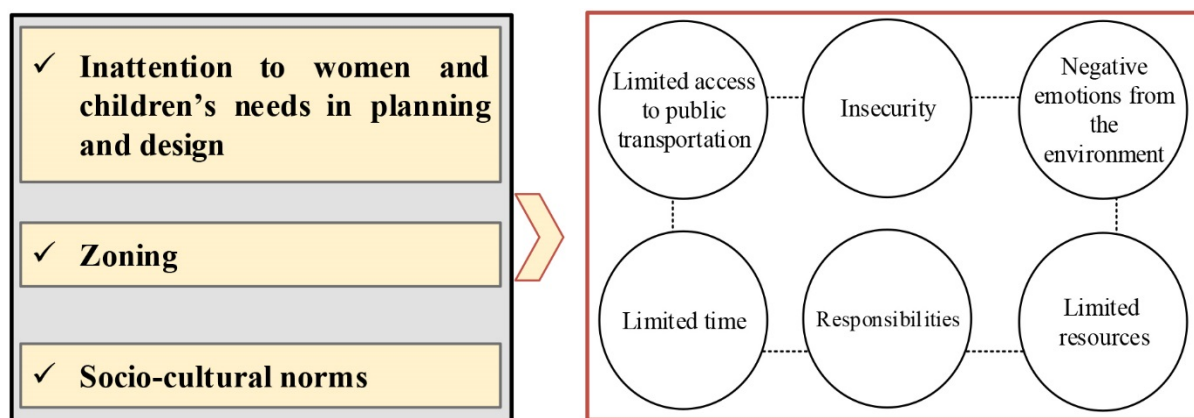 ✓ Inattention to women and
children's needs in planning
and design
✓ Zoning
✓ Socio-cultural norms
Limited access
to public
transportation
Insecurity
Negative
emotions from
the
environment
Limited time
Responsibilities
Limited
resources